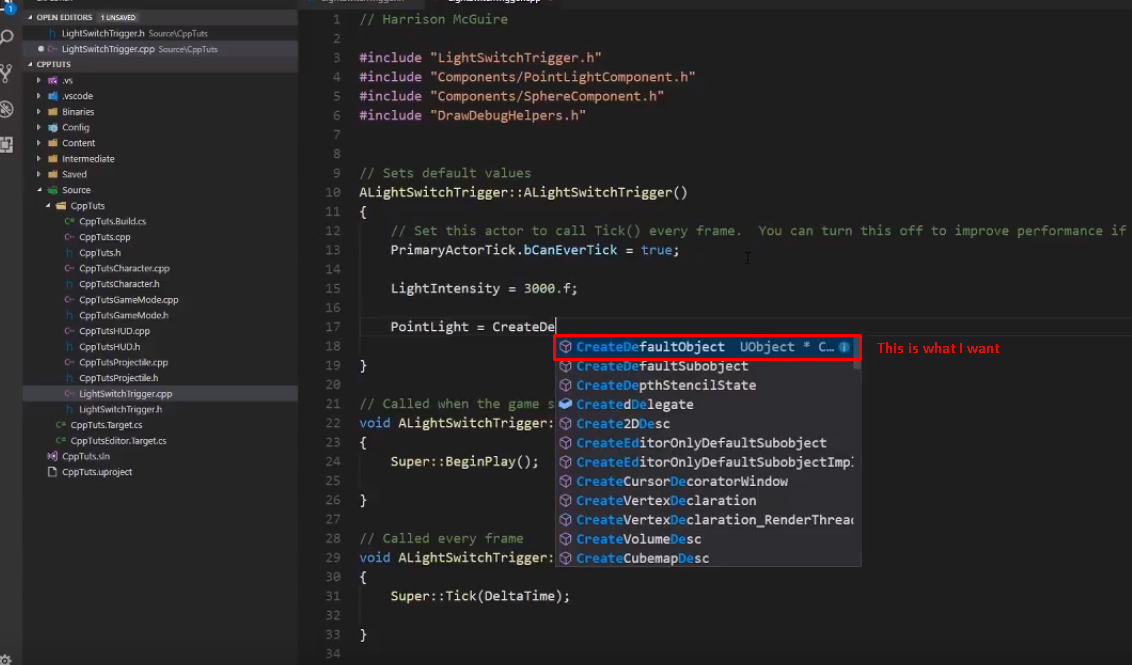 OPEN EDITORS 1 UNSAVED
LightSwitchTrigger.h Source\CppTuts
LightSwitchTrigger.cpp Source\CppTuts
CPPTUTS
.vs
.vscode
Binaries
Config
Content
Intermediate
Saved
Source
CppTuts
CppTuts.Build.cs
CppTuts.cpp
CppTuts.h
CppTutsCharacter.cpp
CppTutsCharacter.h
CppTutsGameMode.cpp
CppTutsGameMode.h
CppTutsHUD.cpp
CppTutsHUD.h
CppTutsProjectile.cpp
CppTutsProjectile.h
LightSwitchTrigger.cpp
LightSwitchTrigger.h
CppTuts.Target.cs
CppTutsEditor.Target.cs
CppTuts.sln
CppTuts.uproject
1 // Harrison McGuire
2
3 #include "LightSwitchTrigger.h"
4 #include "Components/PointLightComponent.h"
5 #include "Components/SphereComponent.h"
6 #include "DrawDebugHelpers.h"
7
8
9 // Sets default values
10 ALightSwitchTrigger::ALightSwitchTrigger()
11 {
12 // Set this actor to call Tick() every frame.  You can turn this off to improve performance if
13 PrimaryActorTick.bCanEverTick = true;
14
15 LightIntensity = 3000.f;
16
17 PointLight = CreateDe
18
19 }
20
21 // Called when the game s
22 void ALightSwitchTrigger:
23 {
24 Super::BeginPlay();
25
26 }
27
28 // Called every frame
29 void ALightSwitchTrigger:
30 {
31 Super::Tick(DeltaTime);
32
33 }
34
CreateDefaultObject UObject * C…
CreateDefaultSubobject
CreateDepthStencilState
CreatedDelegate
Create2DDesc
CreateEditorOnlyDefaultSubobject
CreateEditorOnlyDefaultSubobjectImpl
CreateCursorDecoratorWindow
CreateVertexDeclaration
CreateVertexDeclaration_RenderThread
CreateVolumeDesc
CreateCubemapDesc
This is what I want